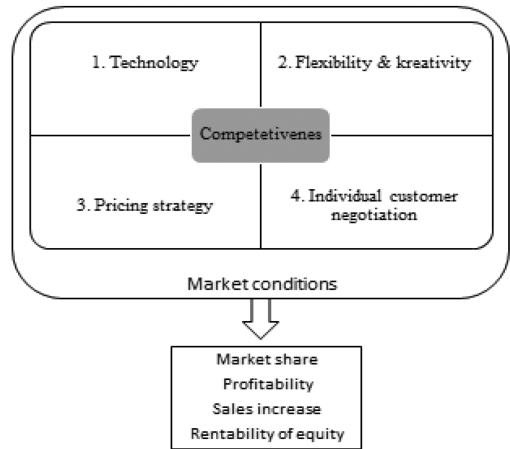 1. Technology
2. Flexibility & kreativity
Competetivenes
3. Pricing strategy
4. Individual customer
negotiation
Market conditions
Market share
Profitability
Sales increase
Rentability of equity